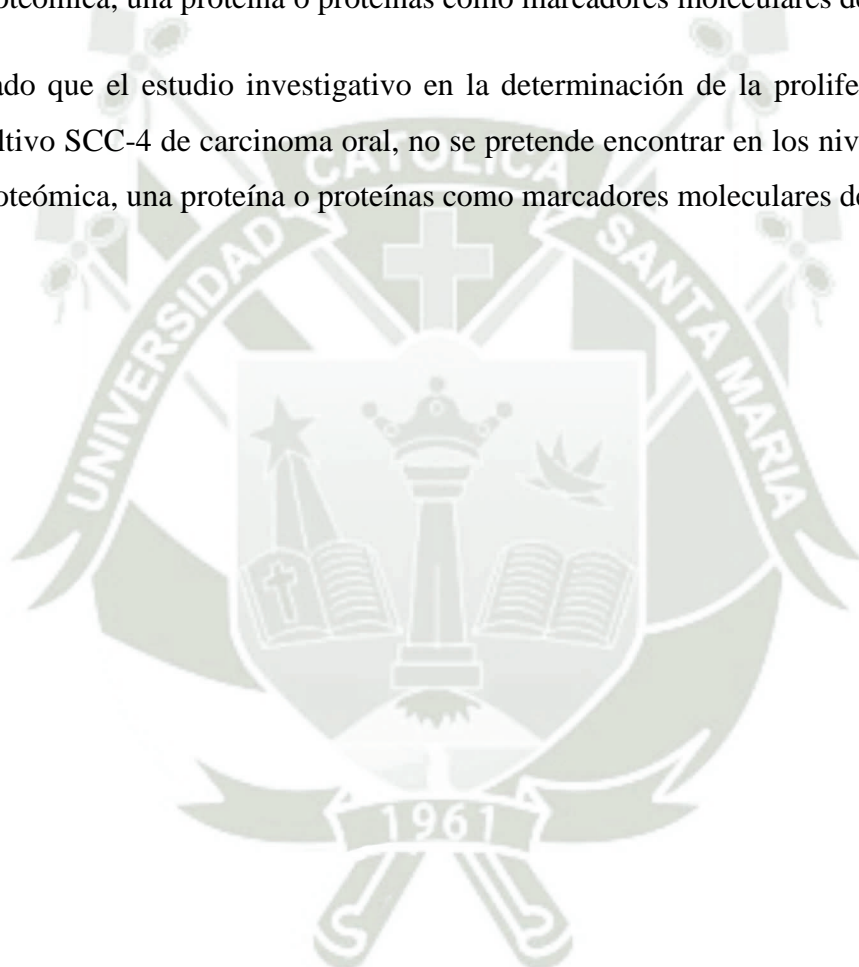 oteómica, una proteína o proteínas como marcadores moleculares de
ado que el estudio investigativo en la determinación de la prolife
ltivo SCC-4 de carcinoma oral, no se pretende encontrar en los niv
oteómica, una proteína o proteínas como marcadores moleculares de
UNIVERSIDAD CATOLICA SANTA MARIA
1961